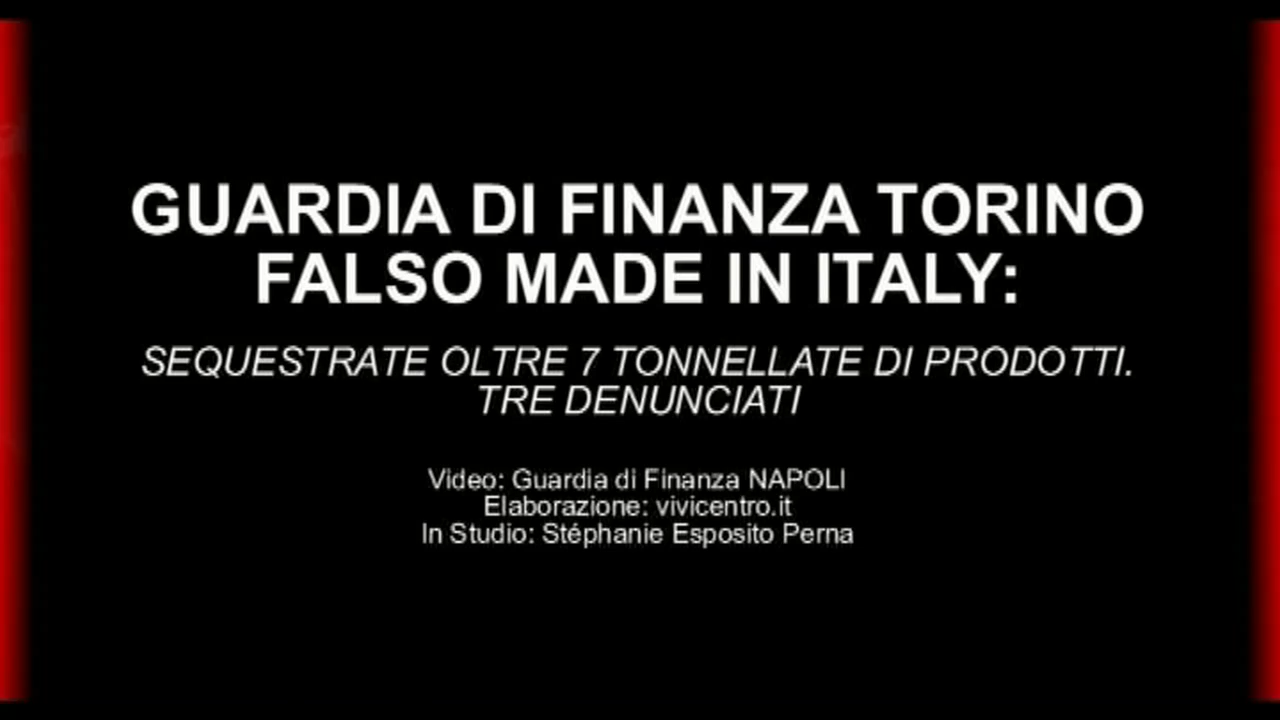 GUARDIA DI FINANZA TORINO
FALSO MADE IN ITALY:
SEQUESTRATE OLTRE 7 TONNELLATE DI PRODOTTI.
TRE DENUNCIATI
Video: Guardia di Finanza NAPOLI
Elaborazione: vivicentro.it
In Studio: Stéphanie Esposito Perna